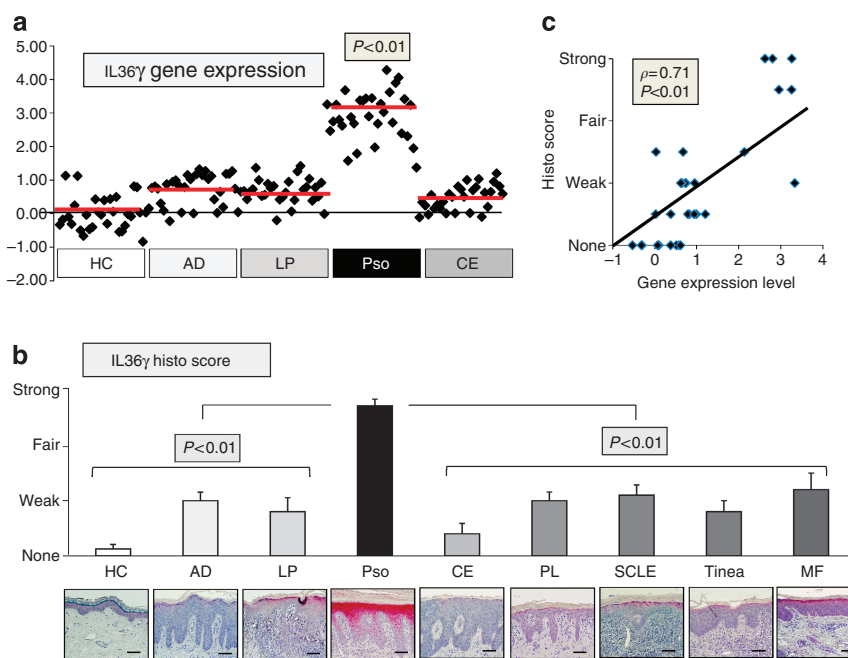 a
5.00
4.00
3.00
2.00
1.00
0.00
–1.00
–2.00
IL36γ gene expression
P<0.01
HC AD LP Pso CE
c
Histo score
Strong
Fair
Weak
None
ρ=0.71
P<0.01
–1 0 1 2 3 4
Gene expression level
b
IL36γ histo score
Strong
Fair
Weak
None
P<0.01
P<0.01
HC AD LP Pso CE PL SCLE Tinea MF